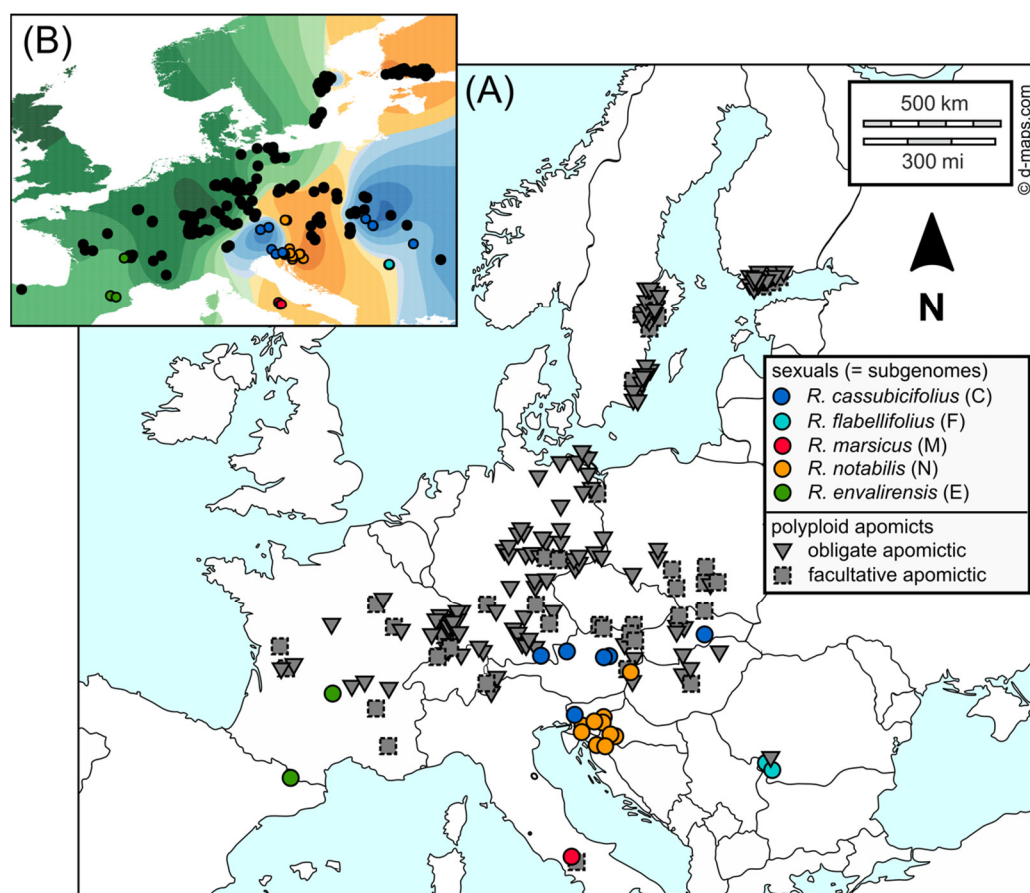 (B)
(A)
500 km
300 mi
© d-maps.com
N
sexuals (= subgenomes)
R. cassubicifolius (C)
R. flabellifolius (F)
R. marsicus (M)
R. notabilis (N)
R. envalirensis (E)
polyploid apomicts
obligate apomictic
facultative apomictic